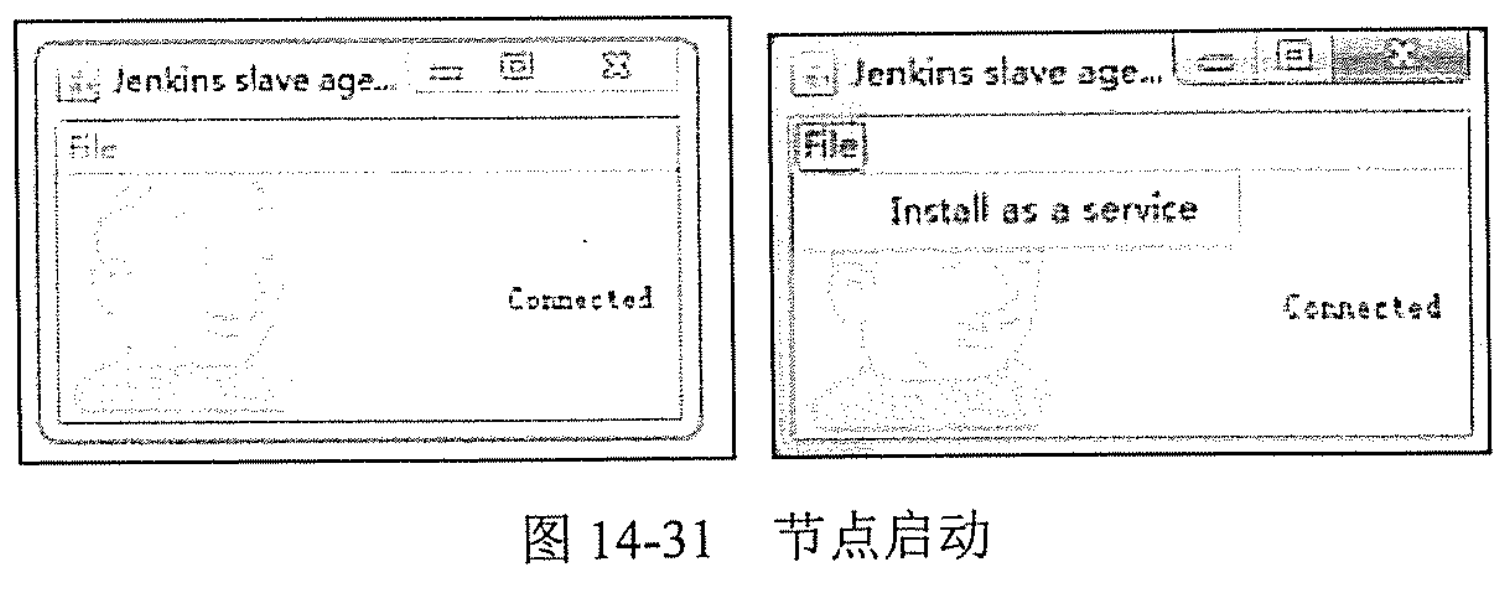 Jenkins slave age...
File
Connected
Jenkins slave age...
File
Install as a service
Connected
图 14-31 节点启动